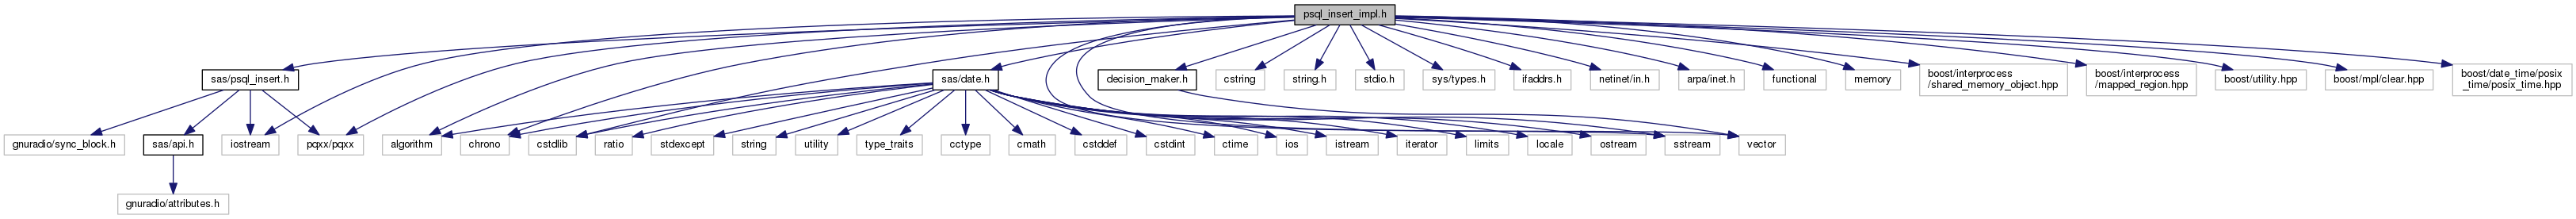 psql_insert_impl.h
sas/psql_insert.h
sas/date.h
decision_maker.h
cstring
string.h
stdio.h
sys/types.h
ifaddrs.h
netinet/in.h
arpa/inet.h
functional
memory
boost/interprocess
/shared_memory_object.hpp
boost/interprocess
/mapped_region.hpp
boost/utility.hpp
boost/mpl/clear.hpp
boost/date_time/posix
_time/posix_time.hpp
gnuradio/sync_block.h
sas/api.h
iostream
pqxx/pqxx
algorithm
chrono
cstdlib
ratio
stdexcept
string
utility
type_traits
cctype
cmath
cstddef
cstdint
ctime
ios
istream
iterator
limits
locale
ostream
sstream
vector
gnuradio/attributes.h